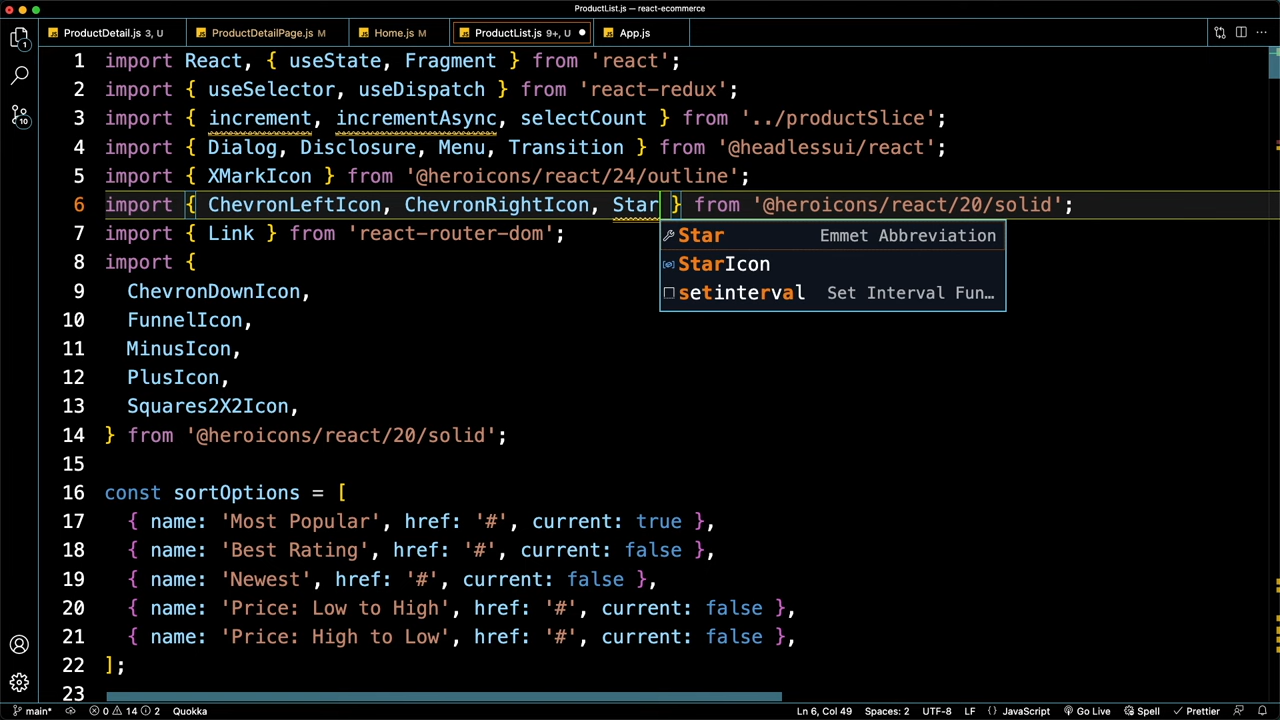 ProductList.js — react-ecommerce
ProductDetail.js 3, U
ProductDetailPage.js M
Home.js M
ProductList.js 9+, U
App.js
1 import React, { useState, Fragment } from 'react';
2 import { useSelector, useDispatch } from 'react-redux';
3 import { increment, incrementAsync, selectCount } from '../productSlice';
4 import { Dialog, Disclosure, Menu, Transition } from '@headlessui/react';
5 import { XMarkIcon } from '@heroicons/react/24/outline';
6 import { ChevronLeftIcon, ChevronRightIcon, Star } from '@heroicons/react/20/solid';
7 import { Link } from 'react-router-dom';
Star Emmet Abbreviation
StarIcon
setinterval Set Interval Fun…
8 import {
9 ChevronDownIcon,
10 FunnelIcon,
11 MinusIcon,
12 PlusIcon,
13 Squares2X2Icon,
14 } from '@heroicons/react/20/solid';
15
16 const sortOptions = [
17 { name: 'Most Popular', href: '#', current: true },
18 { name: 'Best Rating', href: '#', current: false },
19 { name: 'Newest', href: '#', current: false },
20 { name: 'Price: Low to High', href: '#', current: false },
21 { name: 'Price: High to Low', href: '#', current: false },
22 ];
23
1
10
main* 0 14 2 Quokka Ln 6, Col 49 Spaces: 2 UTF-8 LF {} JavaScript Go Live Spell Prettier